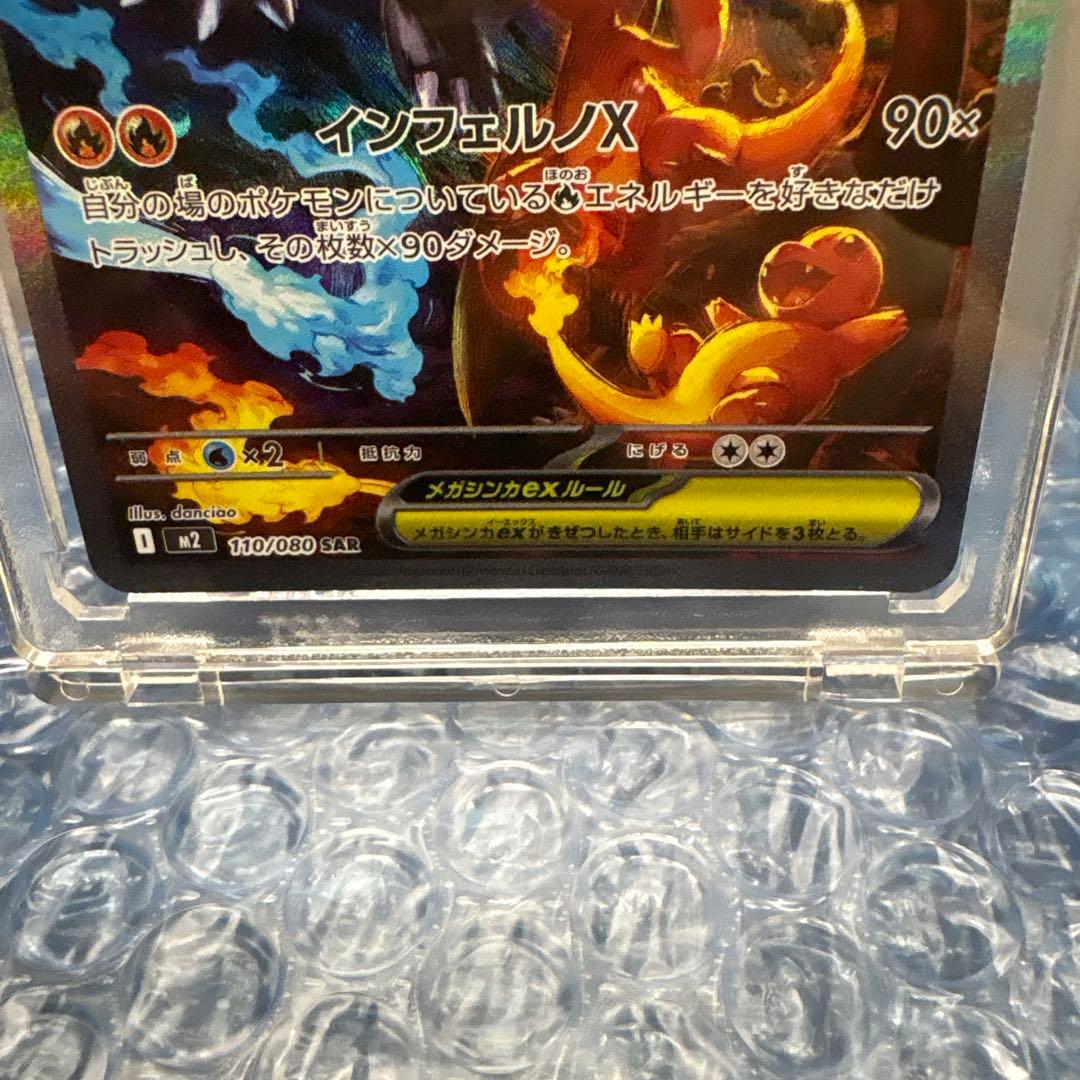 インフェルノX 90×
自分の場のポケモンについているエネルギーを好きなだけ
トラッシュし、その枚数×90ダメージ。
弱点 ×2 抵抗力 にげる
メガシンカexルール
メガシンカexがきぜつしたとき、相手はサイドを3枚とる。
Illus. danciao
I M2 110/080 SAR